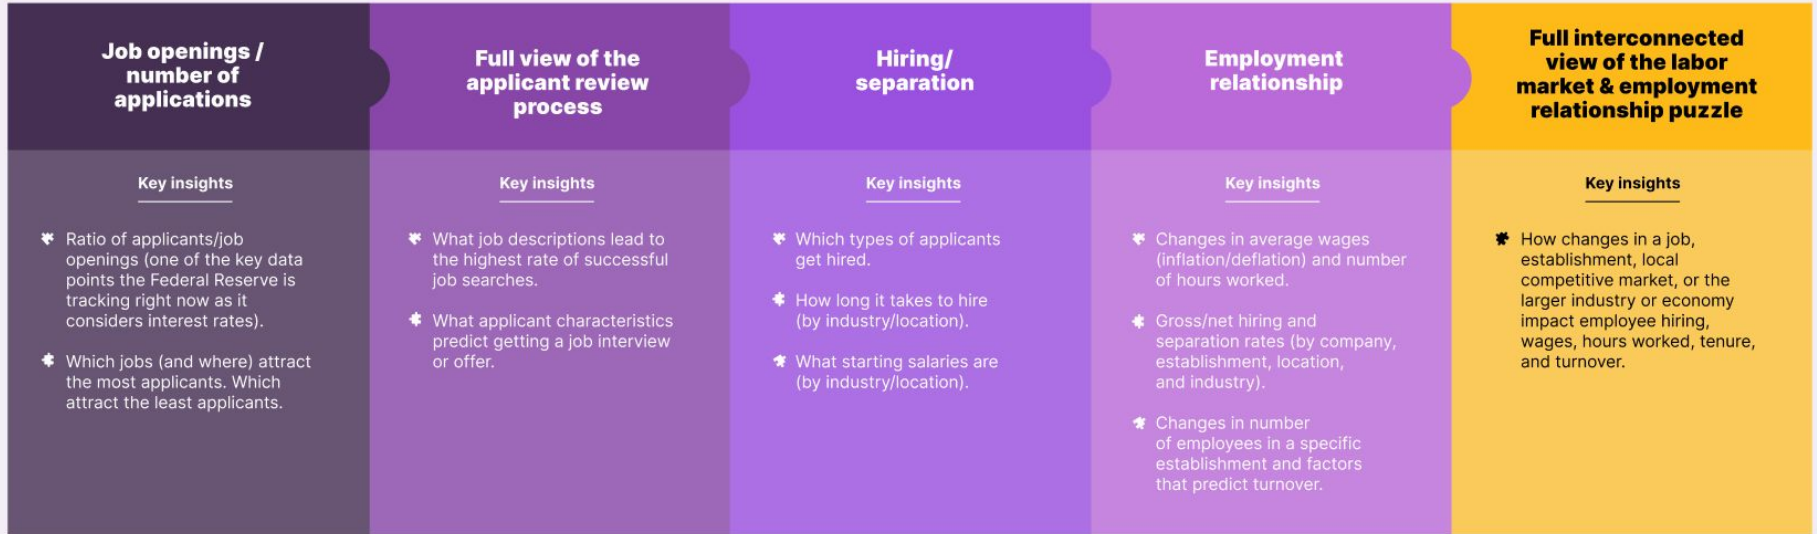 Job openings /
number of
applications
Key insights
Ratio of applicants/job
openings (one of the key data
points the Federal Reserve is
tracking right now as it
considers interest rates).
Which jobs (and where) attract
the most applicants. Which
attract the least applicants.
Full view of the
applicant review
process
Key insights
What job descriptions lead to
the highest rate of successful
job searches.
What applicant characteristics
predict getting a job interview
or offer.
Hiring/
separation
Key insights
Which types of applicants
get hired.
How long it takes to hire
(by industry/location).
What starting salaries are
(by industry/location).
Employment
relationship
Key insights
Changes in average wages
(inflation/deflation) and number
of hours worked.
Gross/net hiring and
separation rates (by company,
establishment, location,
and industry).
Changes in number
of employees in a specific
establishment and factors
that predict turnover.
Full interconnected
view of the labor
market & employment
relationship puzzle
Key insights
How changes in a job,
establishment, local
competitive market, or the
larger industry or economy
impact employee hiring,
wages, hours worked, tenure,
and turnover.